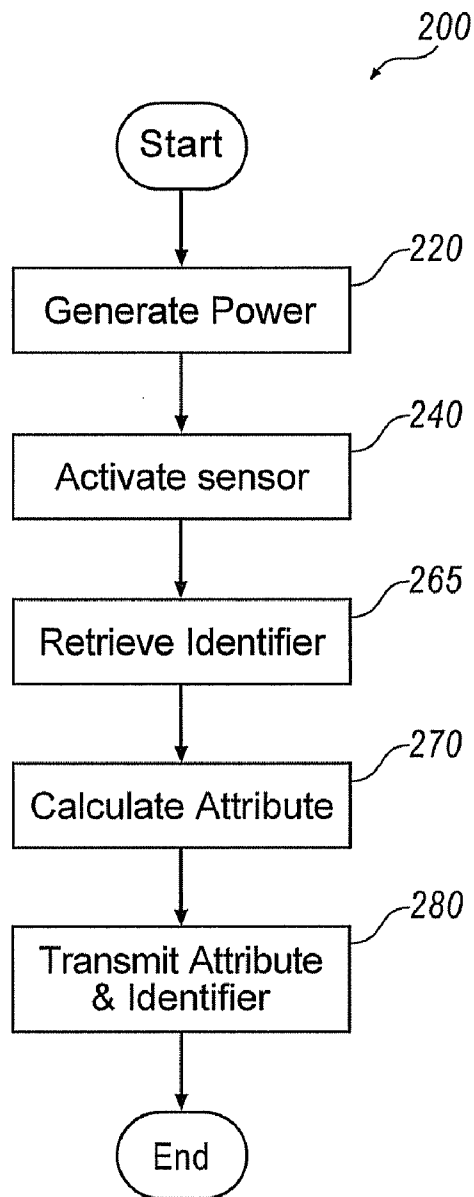 200
Start
220
Generate Power
240
Activate sensor
265
Retrieve Identifier
270
Calculate Attribute
280
Transmit Attribute
& Identifier
End